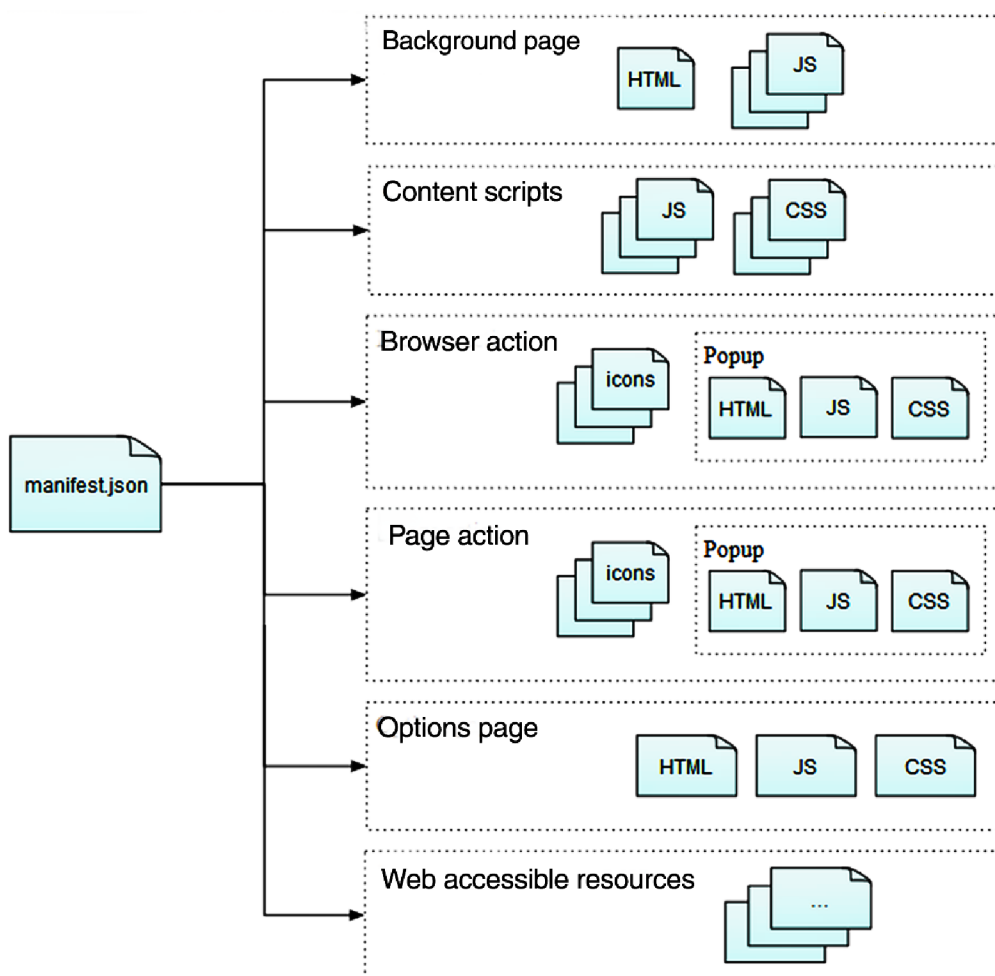 Background page
HTML
JS
Content scripts
JS
CSS
Browser action
icons
Popup
HTML
JS
CSS
manifest.json
Page action
icons
Popup
HTML
JS
CSS
Options page
HTML
JS
CSS
Web accessible resources
...